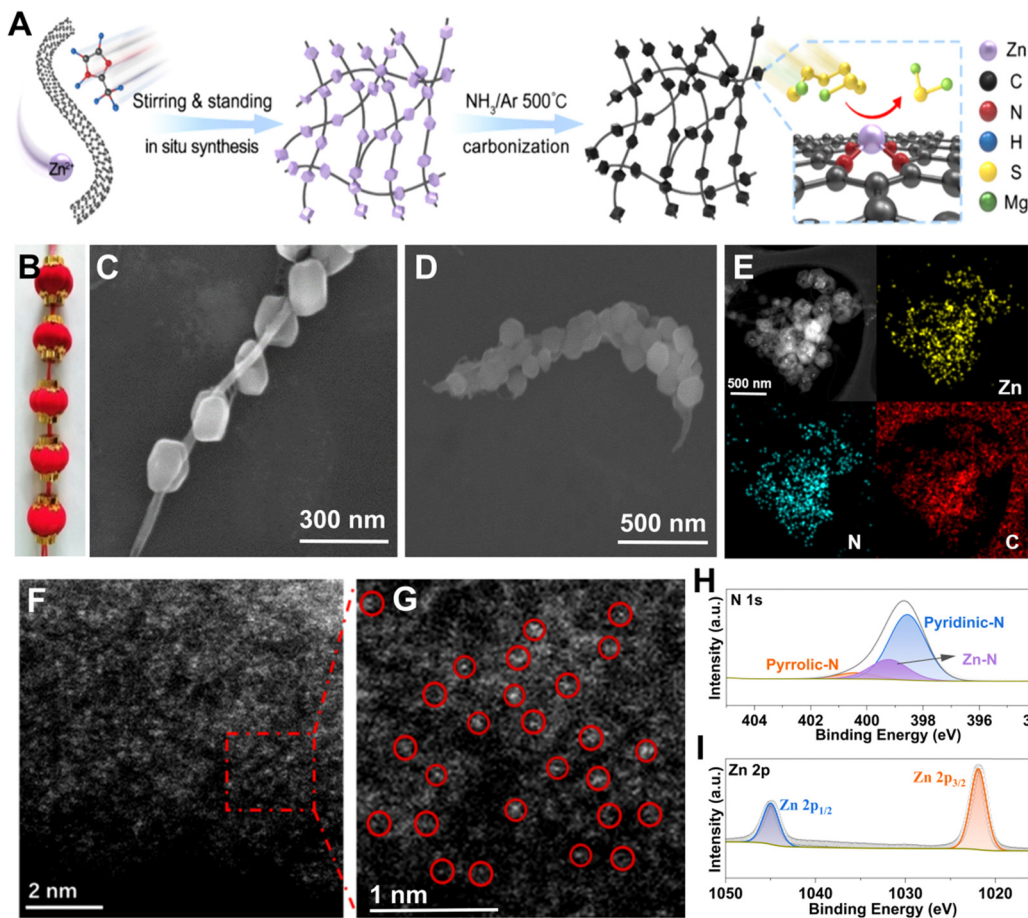 A
Zn²⁺
Stirring & standing
in situ synthesis
NH₃/Ar 500°C
carbonization
Zn
C
N
H
S
Mg
B
C
300 nm
D
500 nm
E
500 nm
Zn
N
C
F
2 nm
G
1 nm
H
N 1s
Pyridinic-N
Pyrrolic-N
Zn-N
Intensity (a.u.)
404 402 400 398 396
Binding Energy (eV)
I
Zn 2p
Zn 2p₃/₂
Zn 2p₁/₂
Intensity (a.u.)
1050 1040 1030 1020
Binding Energy (eV)